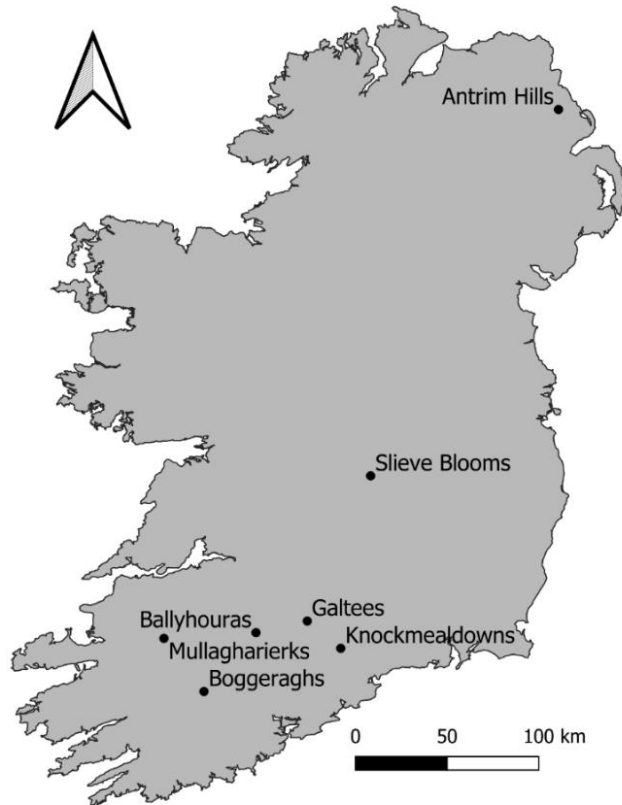 Antrim Hills
Slieve Blooms
Galtees
Ballyhouras
Knockmealdowns
Mullagharierks
Boggeraghs
0 50 100 km